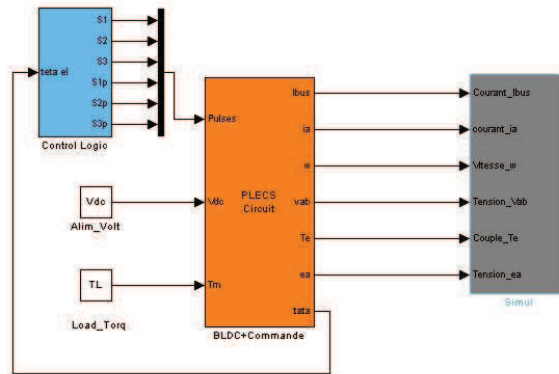 teta el
S1
S2
S3
S1p
S2p
S3p
Control Logic
Vdc
Alim_Volt
TL
Load_Torq
Pulses
Vdc
Tm
PLECS
Circuit
Ibus
ia
w
vab
Te
ea
tata
BLDC+Commande
Courant_Ibus
courant_ia
Vitesse_w
Tension_Vab
Couple_Te
Tension_ea
Simul